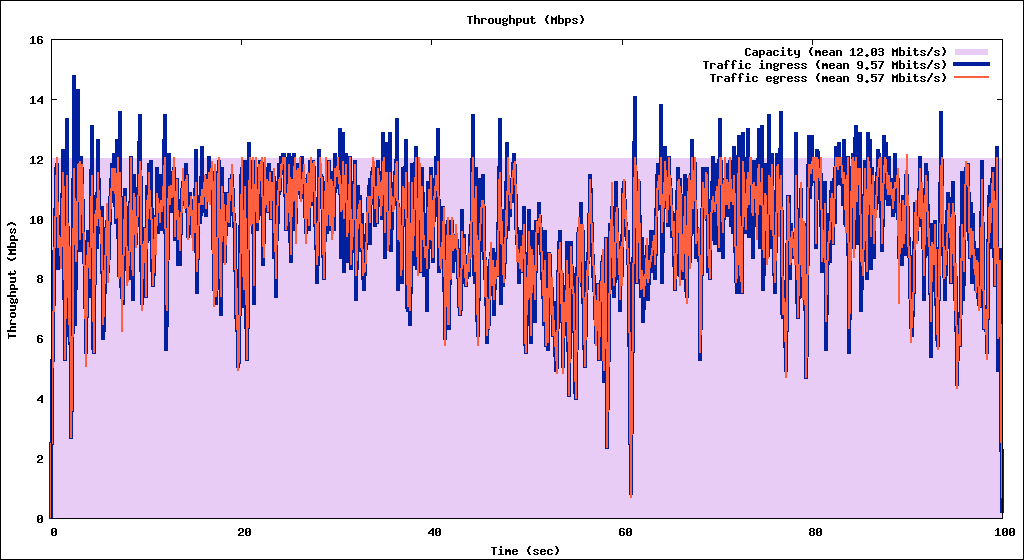 Throughput (Mbps)
Capacity (mean 12.03 Mbits/s)
Traffic ingress (mean 9.57 Mbits/s)
Traffic egress (mean 9.57 Mbits/s)
Throughput (Mbps)
16
14
12
10
8
6
4
2
0
0 20 40 60 80 100
Time (sec)